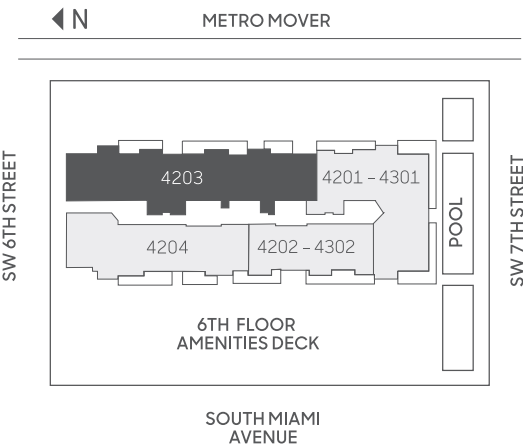 N
METRO MOVER
SW 6TH STREET
4203
4201 – 4301
POOL
SW 7TH STREET
4204
4202 – 4302
6TH FLOOR
AMENITIES DECK
SOUTH MIAMI
AVENUE